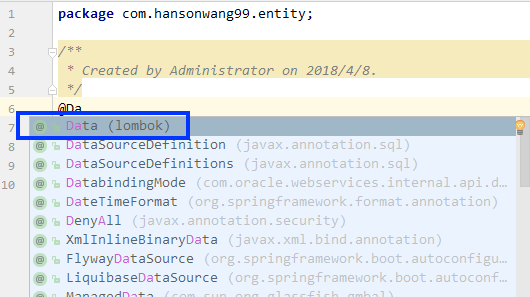 1 package com.hansonwang99.entity;
2
3 /**
4 * Created by Administrator on 2018/4/8.
5 */
6 @Da
7 @ Data (lombok)
8 @ DataSourceDefinition (javax.annotation.sql)
9 @ DataSourceDefinitions (javax.annotation.sql)
10 @ DatabindingMode (com.oracle.webservices.internal.api.d...
@ DateTimeFormat (org.springframework.format.annotation)
@ DenyAll (javax.annotation.security)
@ XmlInlineBinaryData (javax.xml.bind.annotation)
@ FlywayDataSource (org.springframework.boot.autoconfigu...
@ LiquibaseDataSource (org.springframework.boot.autoconf...
@ ManagedData (com.sun.org.glassfish.gmbal)